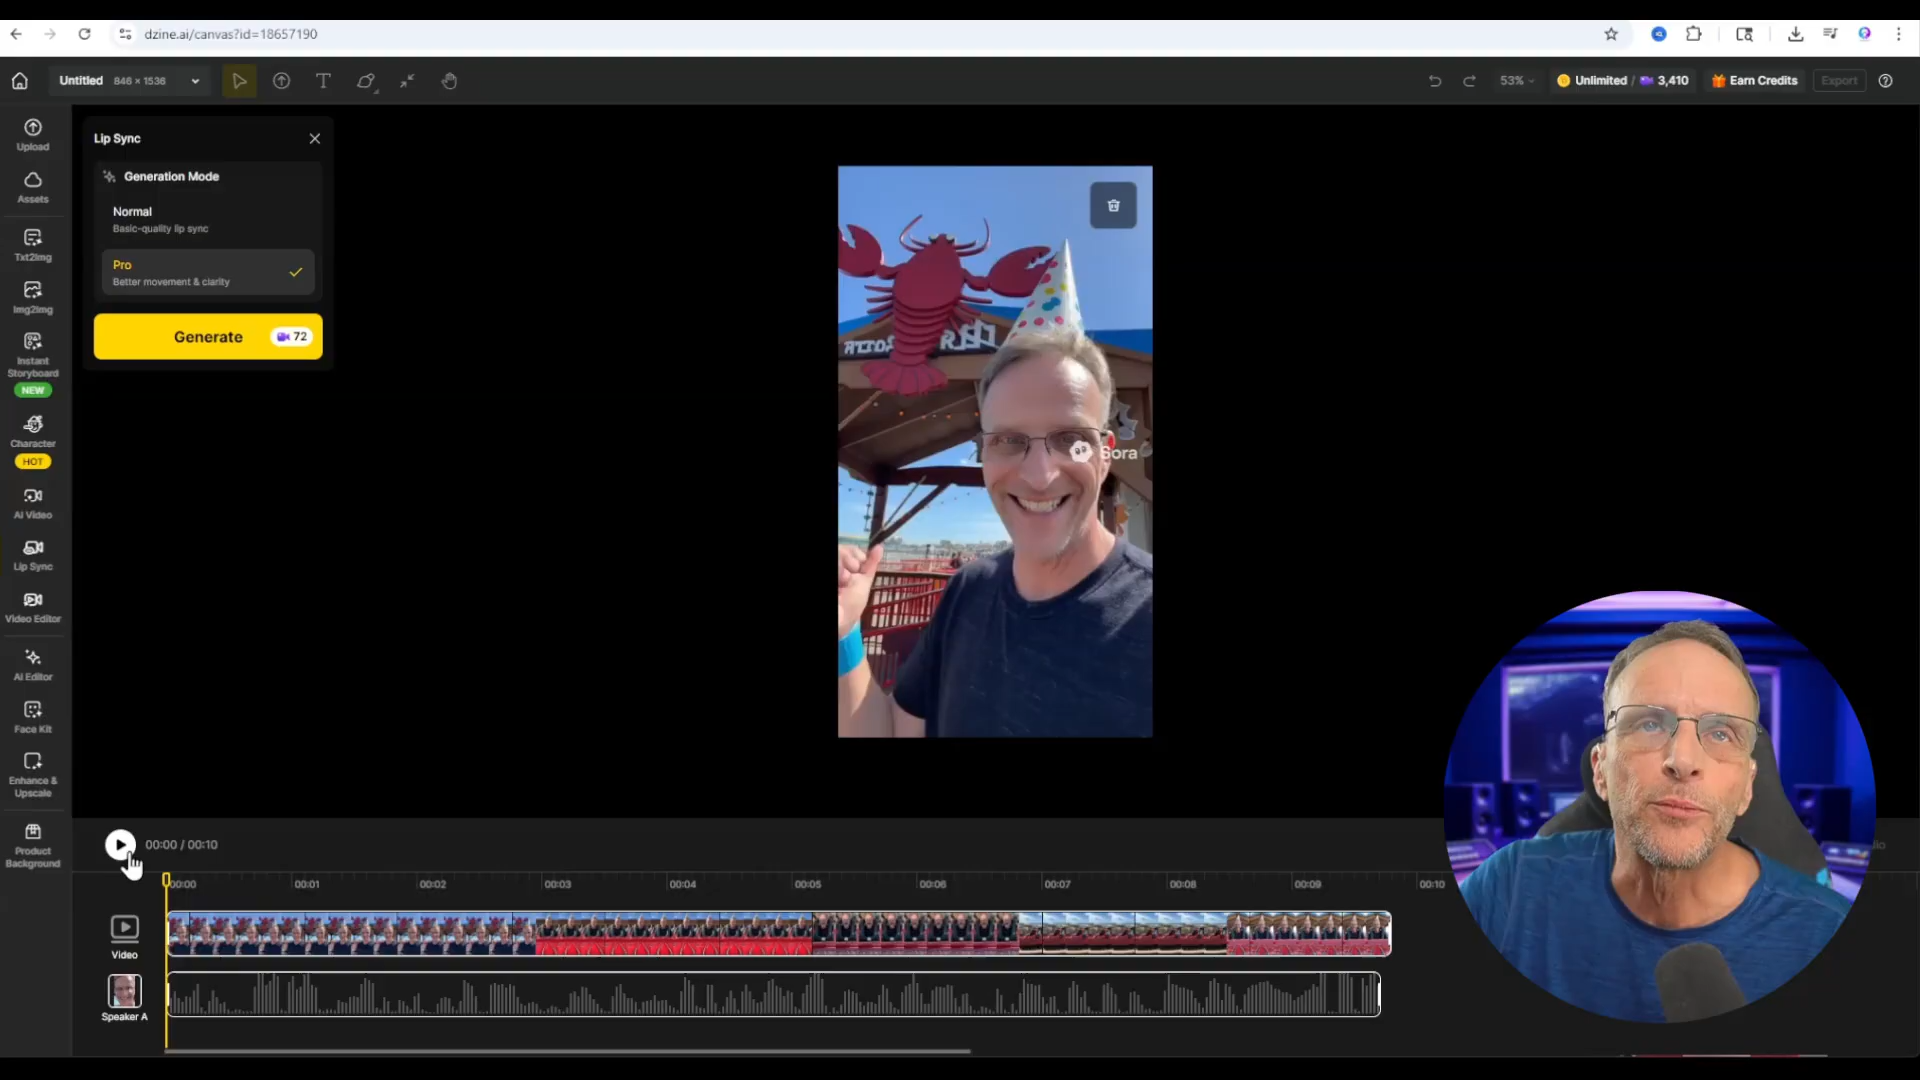 dzine.ai/canvas?id=18657190
Untitled 846 × 1536
53%
Unlimited / 3,410
Earn Credits
Export
Upload
Assets
Txt2Img
Img2Img
Instant
Storyboard
NEW
Character
HOT
AI Video
Lip Sync
Video Editor
AI Editor
Face Kit
Enhance &
Upscale
Product
Background
Lip Sync
Generation Mode
Normal
Basic-quality lip sync
Pro
Better movement & clarity
Generate 72
Sora
00:00 / 00:10
00:00 00:01 00:02 00:03 00:04 00:05 00:06 00:07 00:08 00:09 00:10
Video
Speaker A